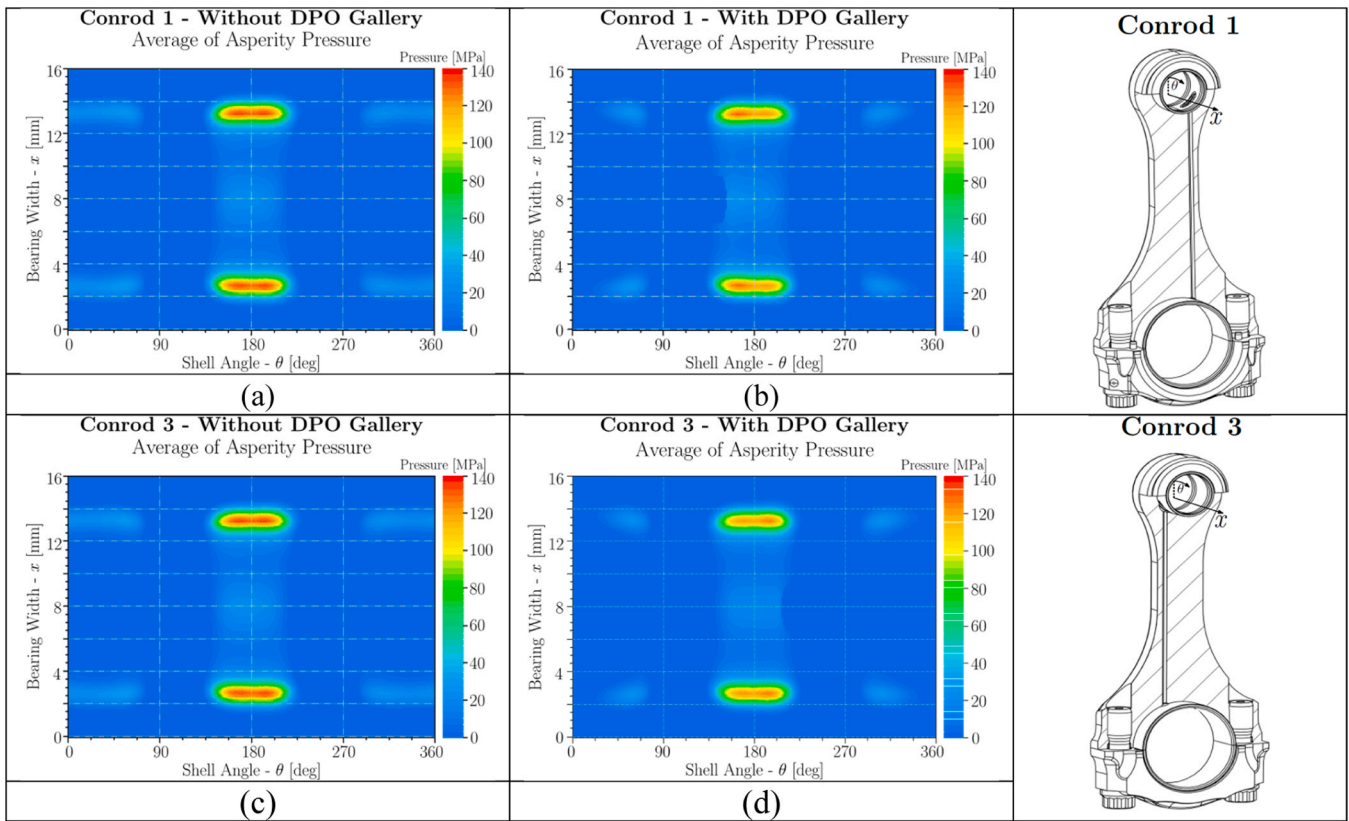 Conrod 1 - Without DPO Gallery
Average of Asperity Pressure
Pressure [MPa]
16
12
8
4
0
Bearing Width - x [mm]
0 90 180 270 360
Shell Angle - θ [deg]
140
120
100
80
60
40
20
0
(a)
Conrod 1 - With DPO Gallery
Average of Asperity Pressure
Pressure [MPa]
16
12
8
4
0
Bearing Width - x [mm]
0 90 180 270 360
Shell Angle - θ [deg]
140
120
100
80
60
40
20
0
(b)
Conrod 1
θ
x
Conrod 3 - Without DPO Gallery
Average of Asperity Pressure
Pressure [MPa]
16
12
8
4
0
Bearing Width - x [mm]
0 90 180 270 360
Shell Angle - θ [deg]
140
120
100
80
60
40
20
0
(c)
Conrod 3 - With DPO Gallery
Average of Asperity Pressure
Pressure [MPa]
16
12
8
4
0
Bearing Width - x [mm]
0 90 180 270 360
Shell Angle - θ [deg]
140
120
100
80
60
40
20
0
(d)
Conrod 3
θ
x